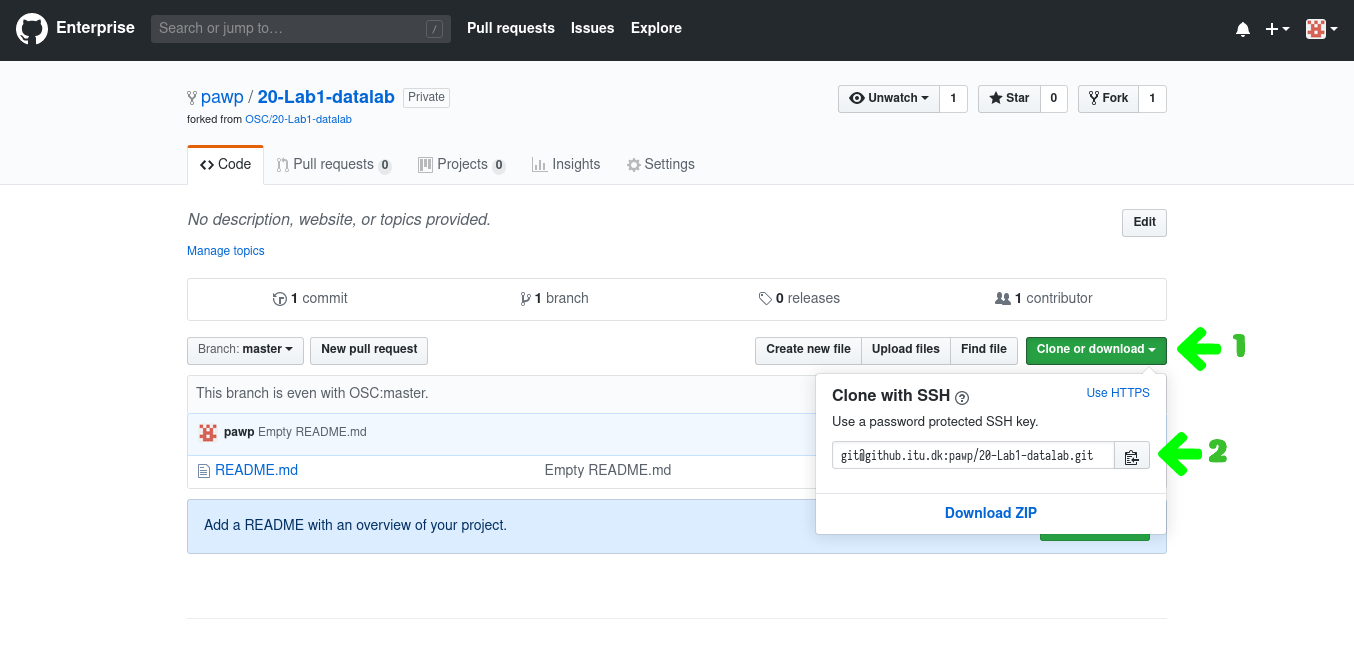 Enterprise Search or jump to… / Pull requests Issues Explore
pawp / 20-Lab1-datalab Private Unwatch 1 Star 0 Fork 1
forked from OSC/20-Lab1-datalab
Code Pull requests 0 Projects 0 Insights Settings
No description, website, or topics provided. Edit
Manage topics
1 commit 1 branch 0 releases 1 contributor
Branch: master New pull request Create new file Upload files Find file Clone or download 1
This branch is even with OSC:master.
Clone with SSH ? Use HTTPS
Use a password protected SSH key.
pawp Empty README.md
git@github.itu.dk:pawp/20-Lab1-datalab.git 2
README.md Empty README.md
Download ZIP
Add a README with an overview of your project.